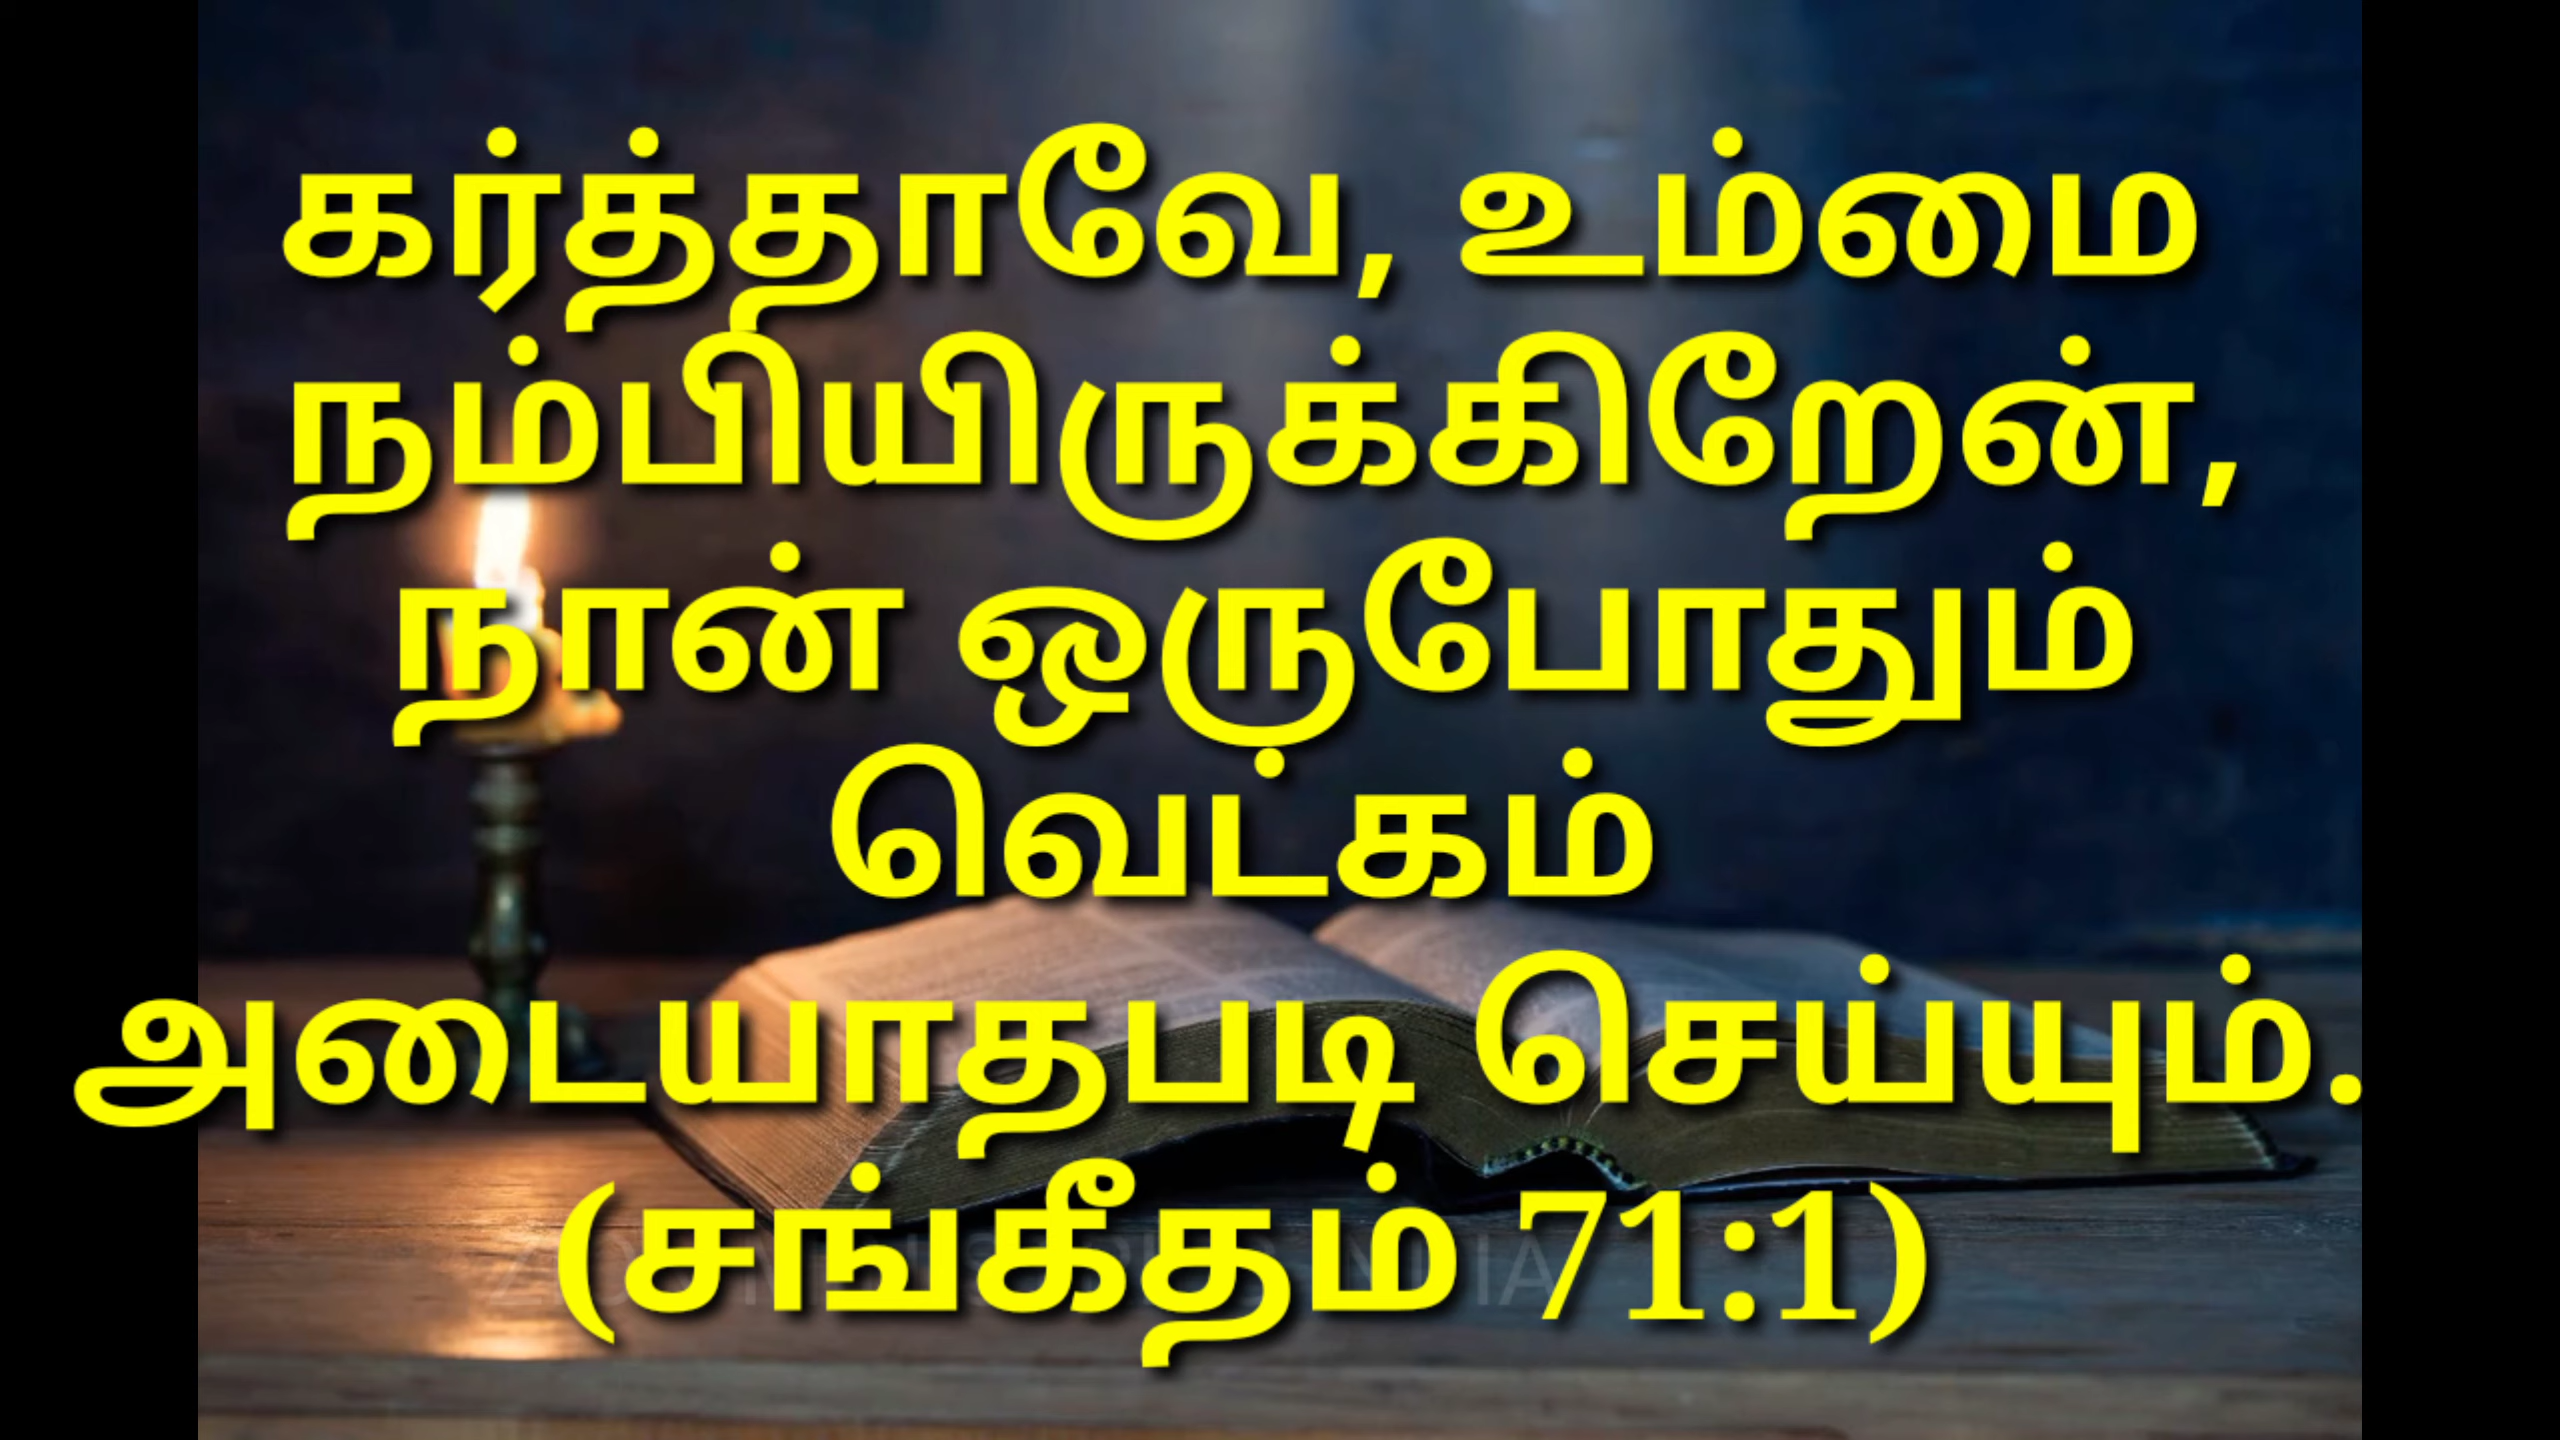 கர்த்தாவே, உம்மை
நம்பியிருக்கிறேன்,
நான் ஒருபோதும்
வெட்கம்
அடையாதபடி செய்யும்.
(சங்கீதம் 71:1)